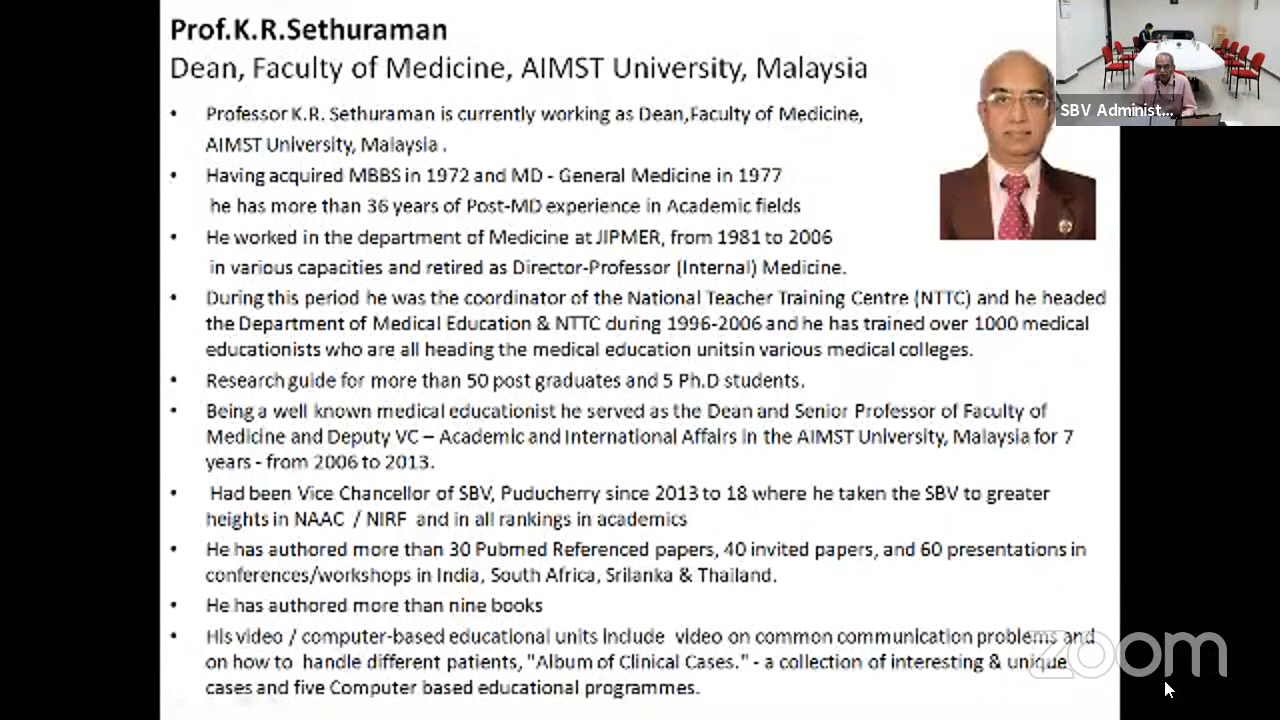 Prof.K.R.Sethuraman
Dean, Faculty of Medicine, AIMST University, Malaysia
• Professor K.R. Sethuraman is currently working as Dean,Faculty of Medicine,
AIMST University, Malaysia .
• Having acquired MBBS in 1972 and MD - General Medicine in 1977
he has more than 36 years of Post-MD experience in Academic fields
• He worked in the department of Medicine at JIPMER, from 1981 to 2006
in various capacities and retired as Director-Professor (Internal) Medicine.
• During this period he was the coordinator of the National Teacher Training Centre (NTTC) and he headed
the Department of Medical Education & NTTC during 1996-2006 and he has trained over 1000 medical
educationists who are all heading the medical education unitsin various medical colleges.
• Research guide for more than 50 post graduates and 5 Ph.D students.
• Being a well known medical educationist he served as the Dean and Senior Professor of Faculty of
Medicine and Deputy VC – Academic and International Affairs in the AIMST University, Malaysia for 7
years - from 2006 to 2013.
• Had been Vice Chancellor of SBV, Puducherry since 2013 to 18 where he taken the SBV to greater
heights in NAAC / NIRF and in all rankings in academics
• He has authored more than 30 Pubmed Referenced papers, 40 invited papers, and 60 presentations in
conferences/workshops in India, South Africa, Srilanka & Thailand.
• He has authored more than nine books
• His video / computer-based educational units include video on common communication problems and
on how to handle different patients, "Album of Clinical Cases." - a collection of interesting & unique
cases and five Computer based educational programmes.
SBV Administ...
zoom